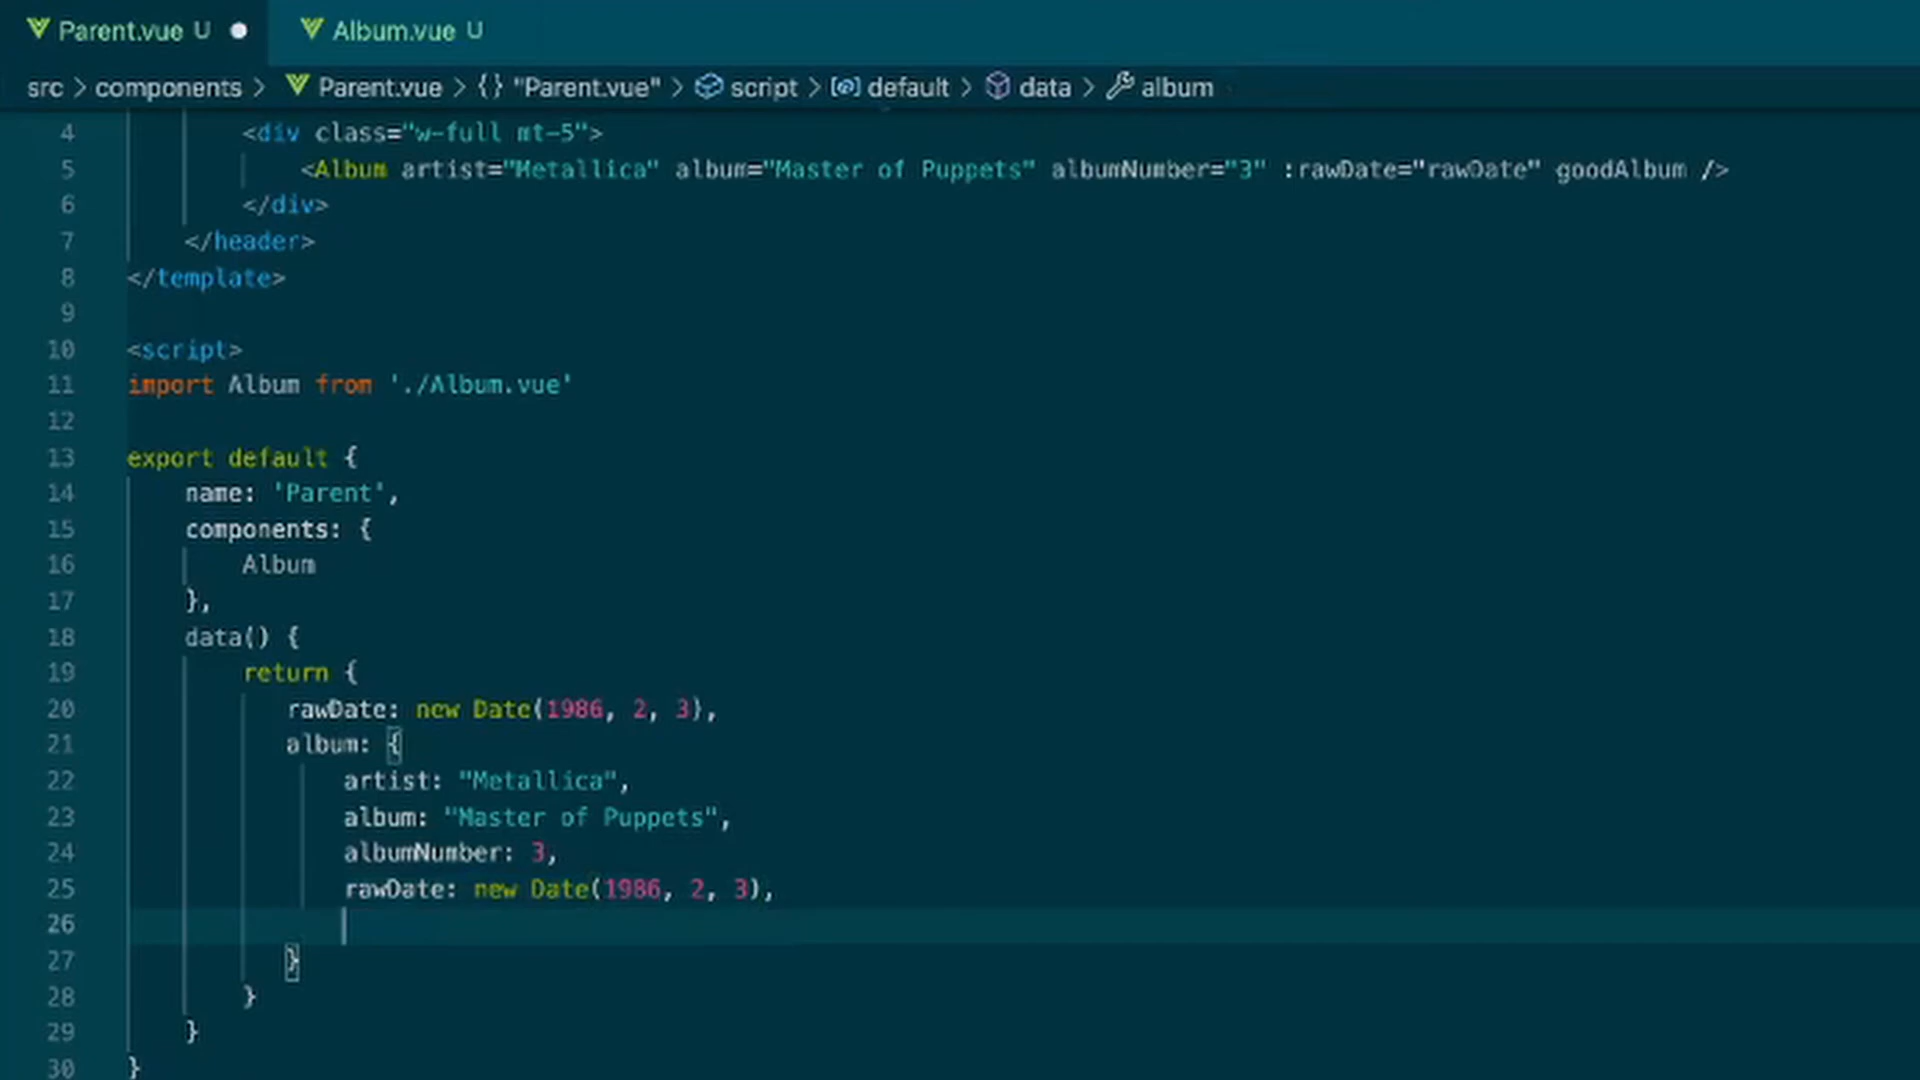 Parent.vue U
Album.vue U
src > components > Parent.vue > {} "Parent.vue" > script > default > data > album
4 <div class="w-full mt-5">
5 <Album artist="Metallica" album="Master of Puppets" albumNumber="3" :rawDate="rawDate" goodAlbum />
6 </div>
7 </header>
8 </template>
9
10 <script>
11 import Album from './Album.vue'
12
13 export default {
14 name: 'Parent',
15 components: {
16 Album
17 },
18 data() {
19 return {
20 rawDate: new Date(1986, 2, 3),
21 album: {
22 artist: "Metallica",
23 album: "Master of Puppets",
24 albumNumber: 3,
25 rawDate: new Date(1986, 2, 3),
26
27 }
28 }
29 }
30 }